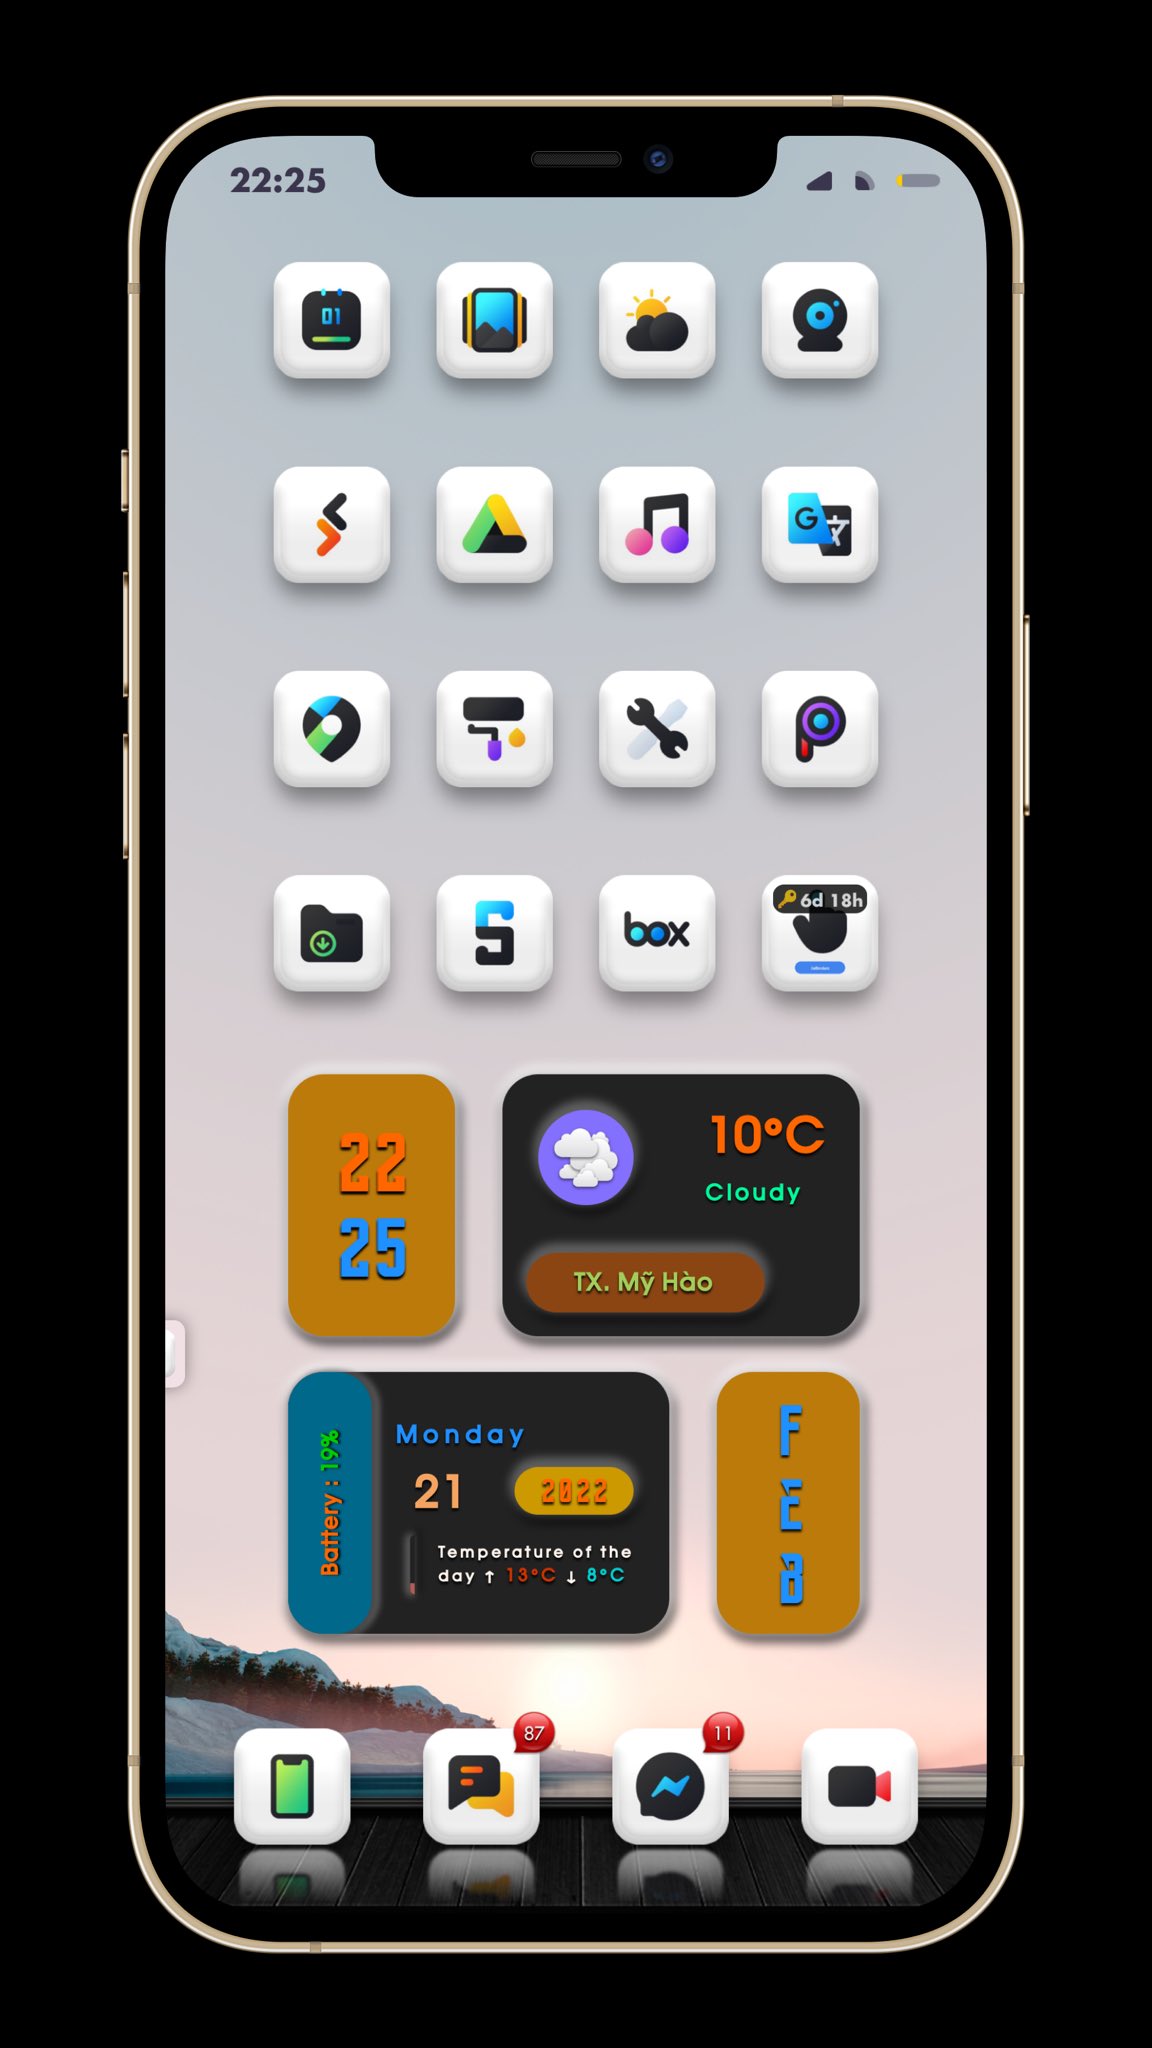 22:25
01
G 文
6d 18h
box
22
25
10°C
Cloudy
TX. Mỹ Hào
Battery : 19%
Monday
21
2022
Temperature of the
day ↑ 13°C ↓ 8°C
F
E
B
87
11